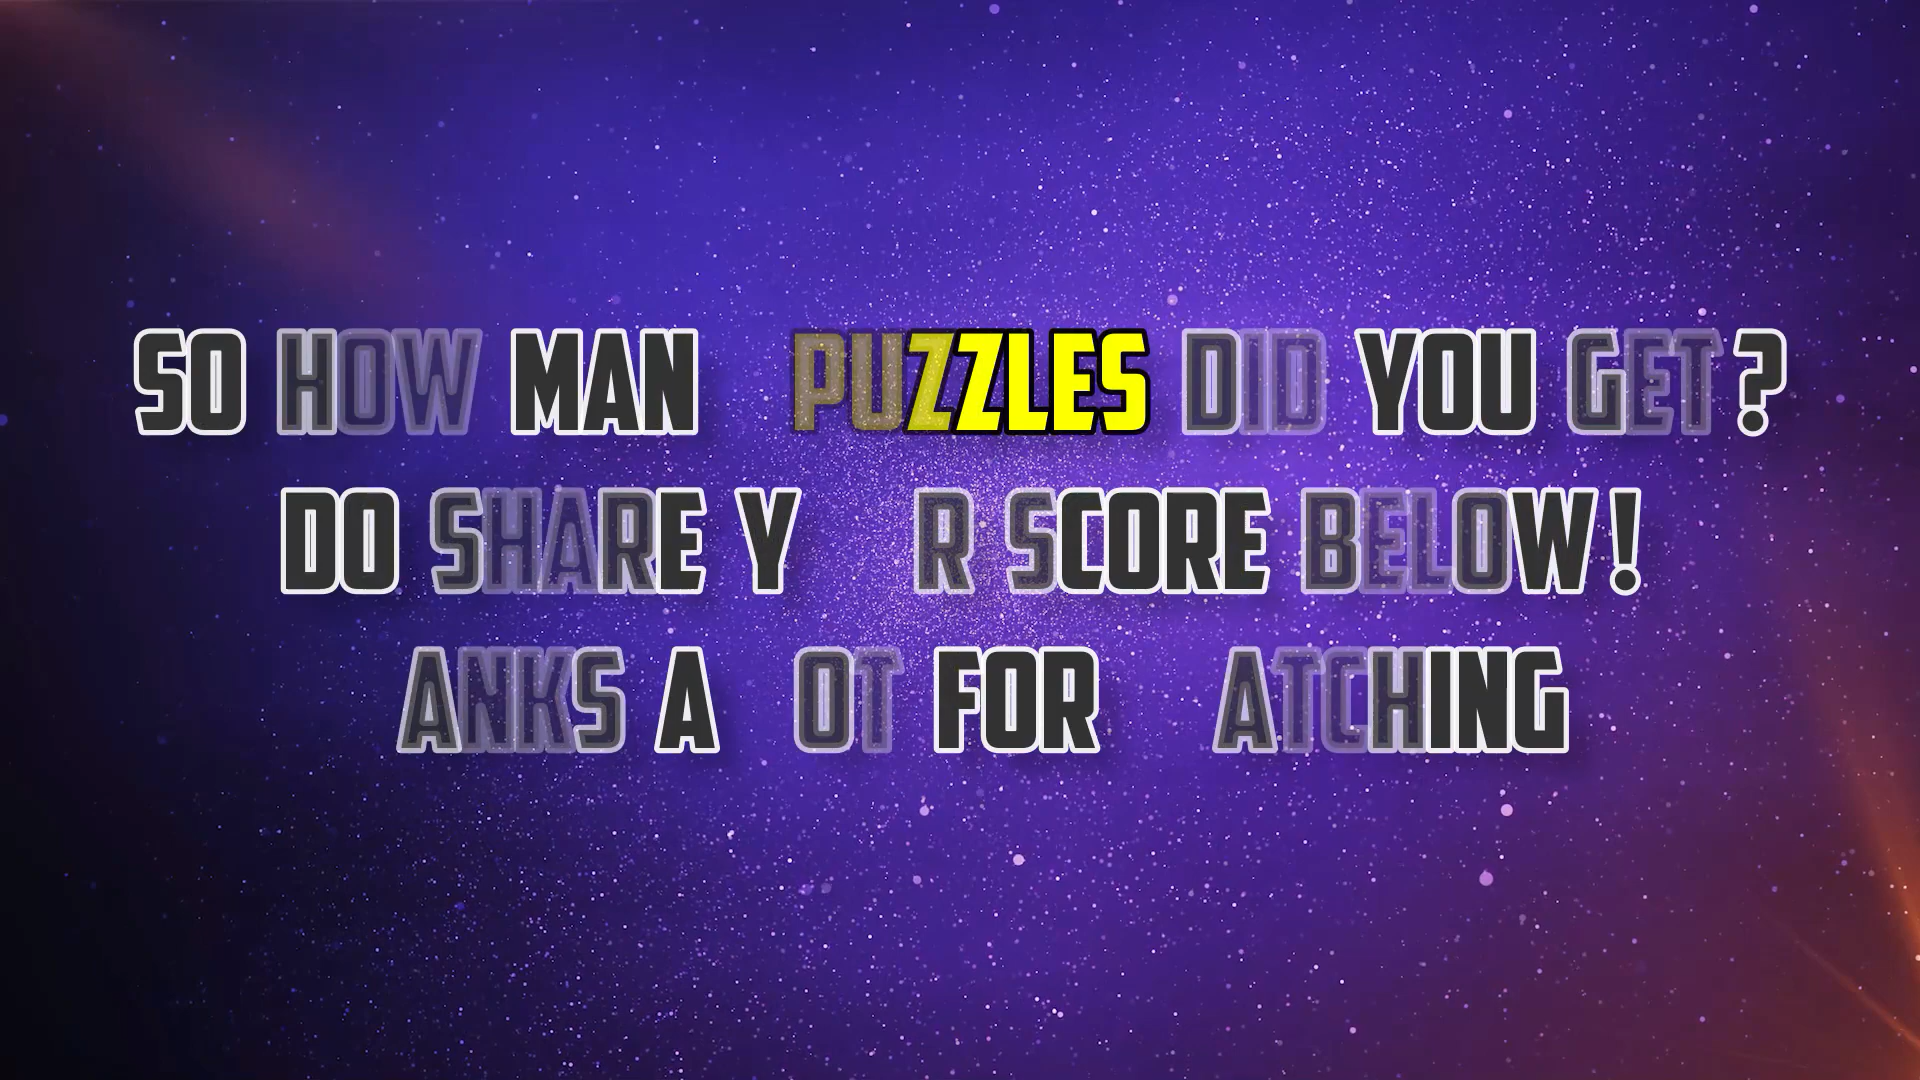 SO HOW MAN PUZZLES DID YOU GET?
DO SHARE Y R SCORE BELOW!
ANKS A OT FOR ATCHING